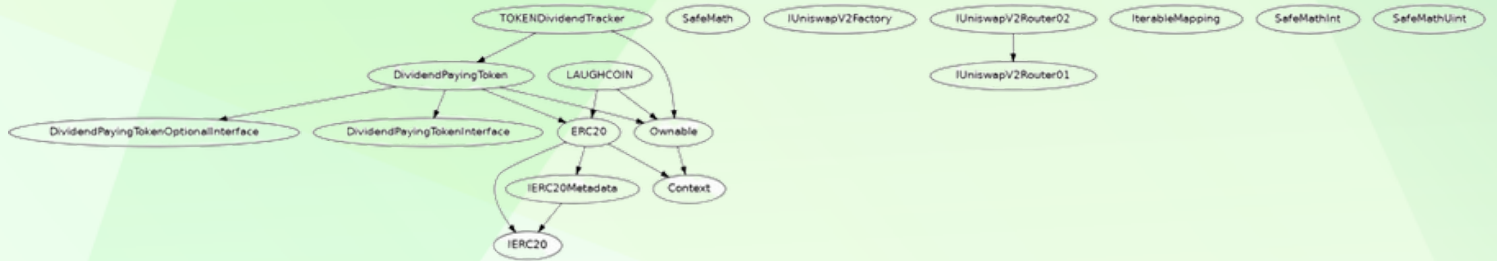 TOKENDividendTracker SafeMath IUniswapV2Factory IUniswapV2Router02 IterableMapping SafeMathInt SafeMathUint
DividendPayingToken LAUGHCOIN IUniswapV2Router01
DividendPayingTokenOptionalInterface DividendPayingTokenInterface ERC20 Ownable
IERC20Metadata Context
IERC20